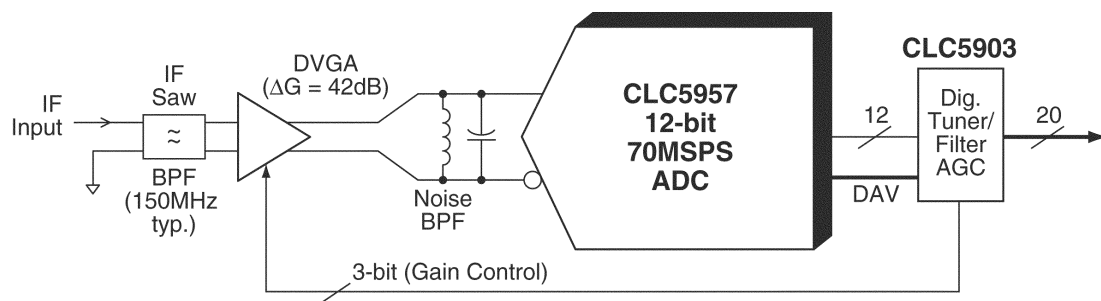 IF
Input
IF
Saw
≈
BPF
(150MHz
typ.)
DVGA
(ΔG = 42dB)
Noise
BPF
CLC5957
12-bit
70MSPS
ADC
12
DAV
CLC5903
Dig.
Tuner/
Filter
AGC
20
3-bit (Gain Control)